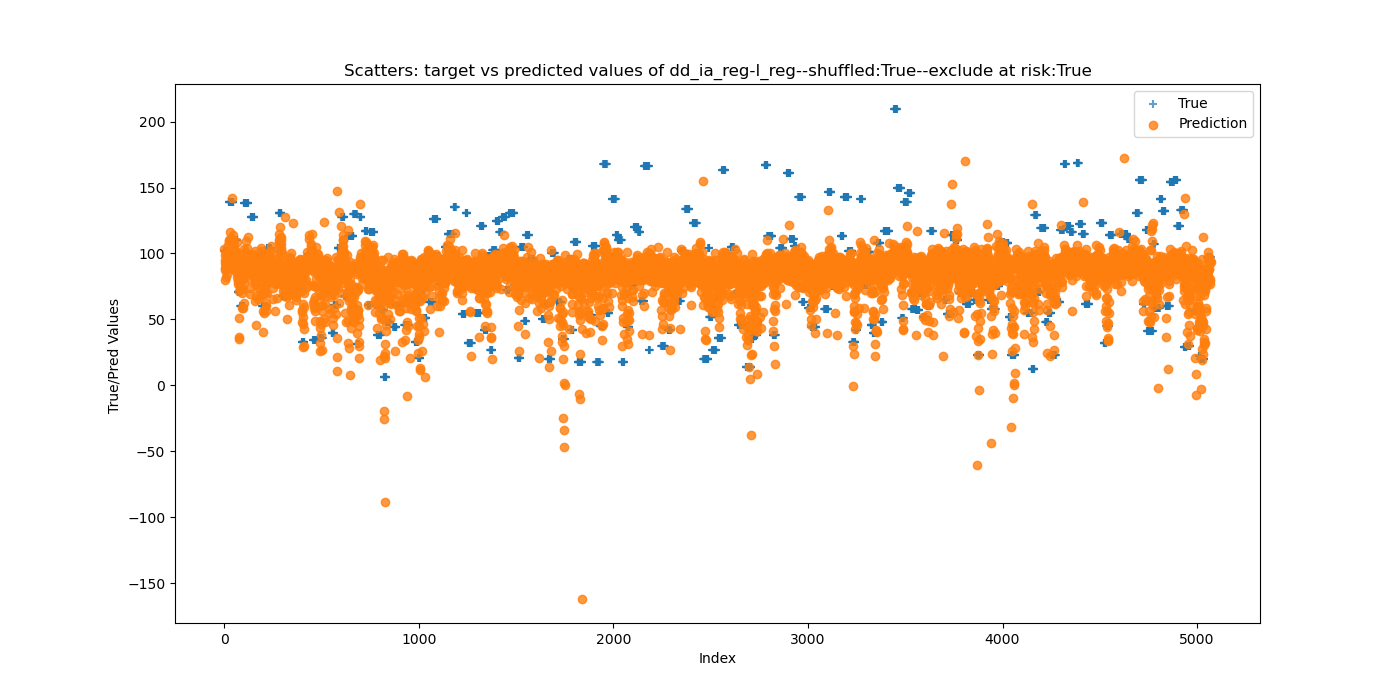 Scatters: target vs predicted values of dd_ia_reg-l_reg--shuffled:True--exclude at risk:True
True
Prediction
True/Pred Values
200
150
100
50
0
−50
−100
−150
0
1000
2000
3000
4000
5000
Index